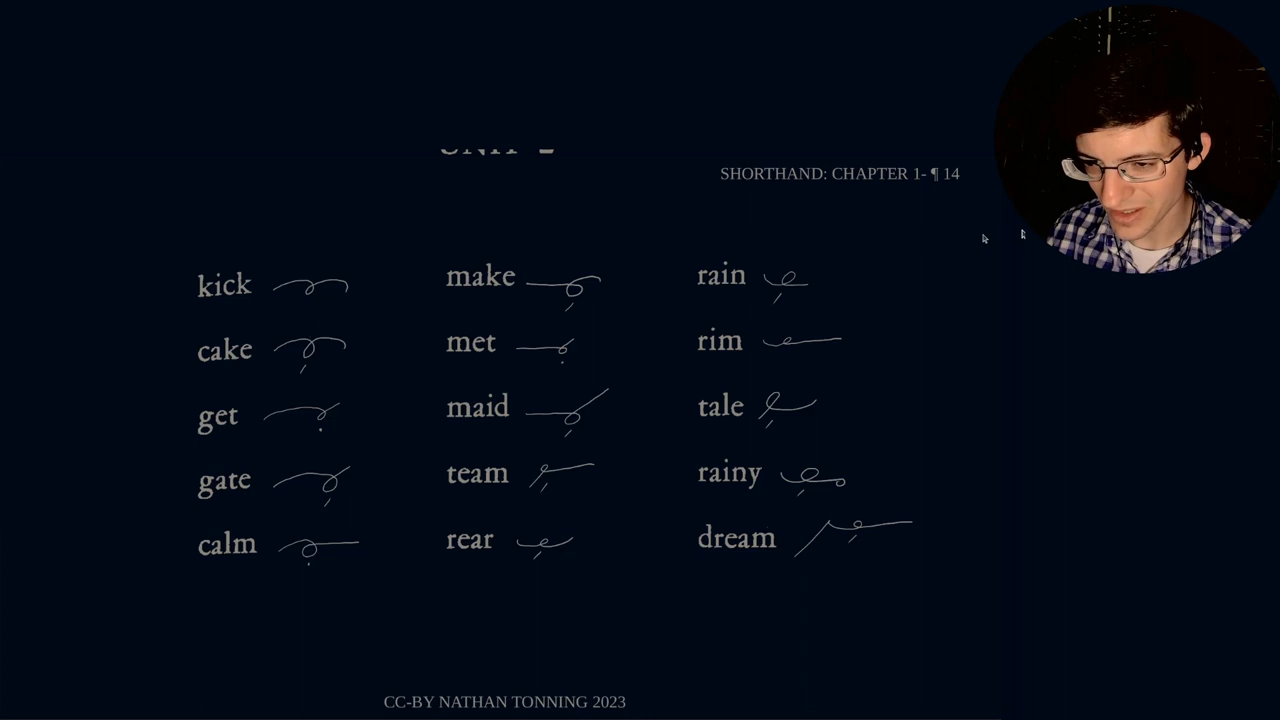 SHORTHAND: CHAPTER 1- ¶ 14
kick
cake
get
gate
calm
make
met
maid
team
rear
rain
rim
tale
rainy
dream
CC-BY NATHAN TONNING 2023